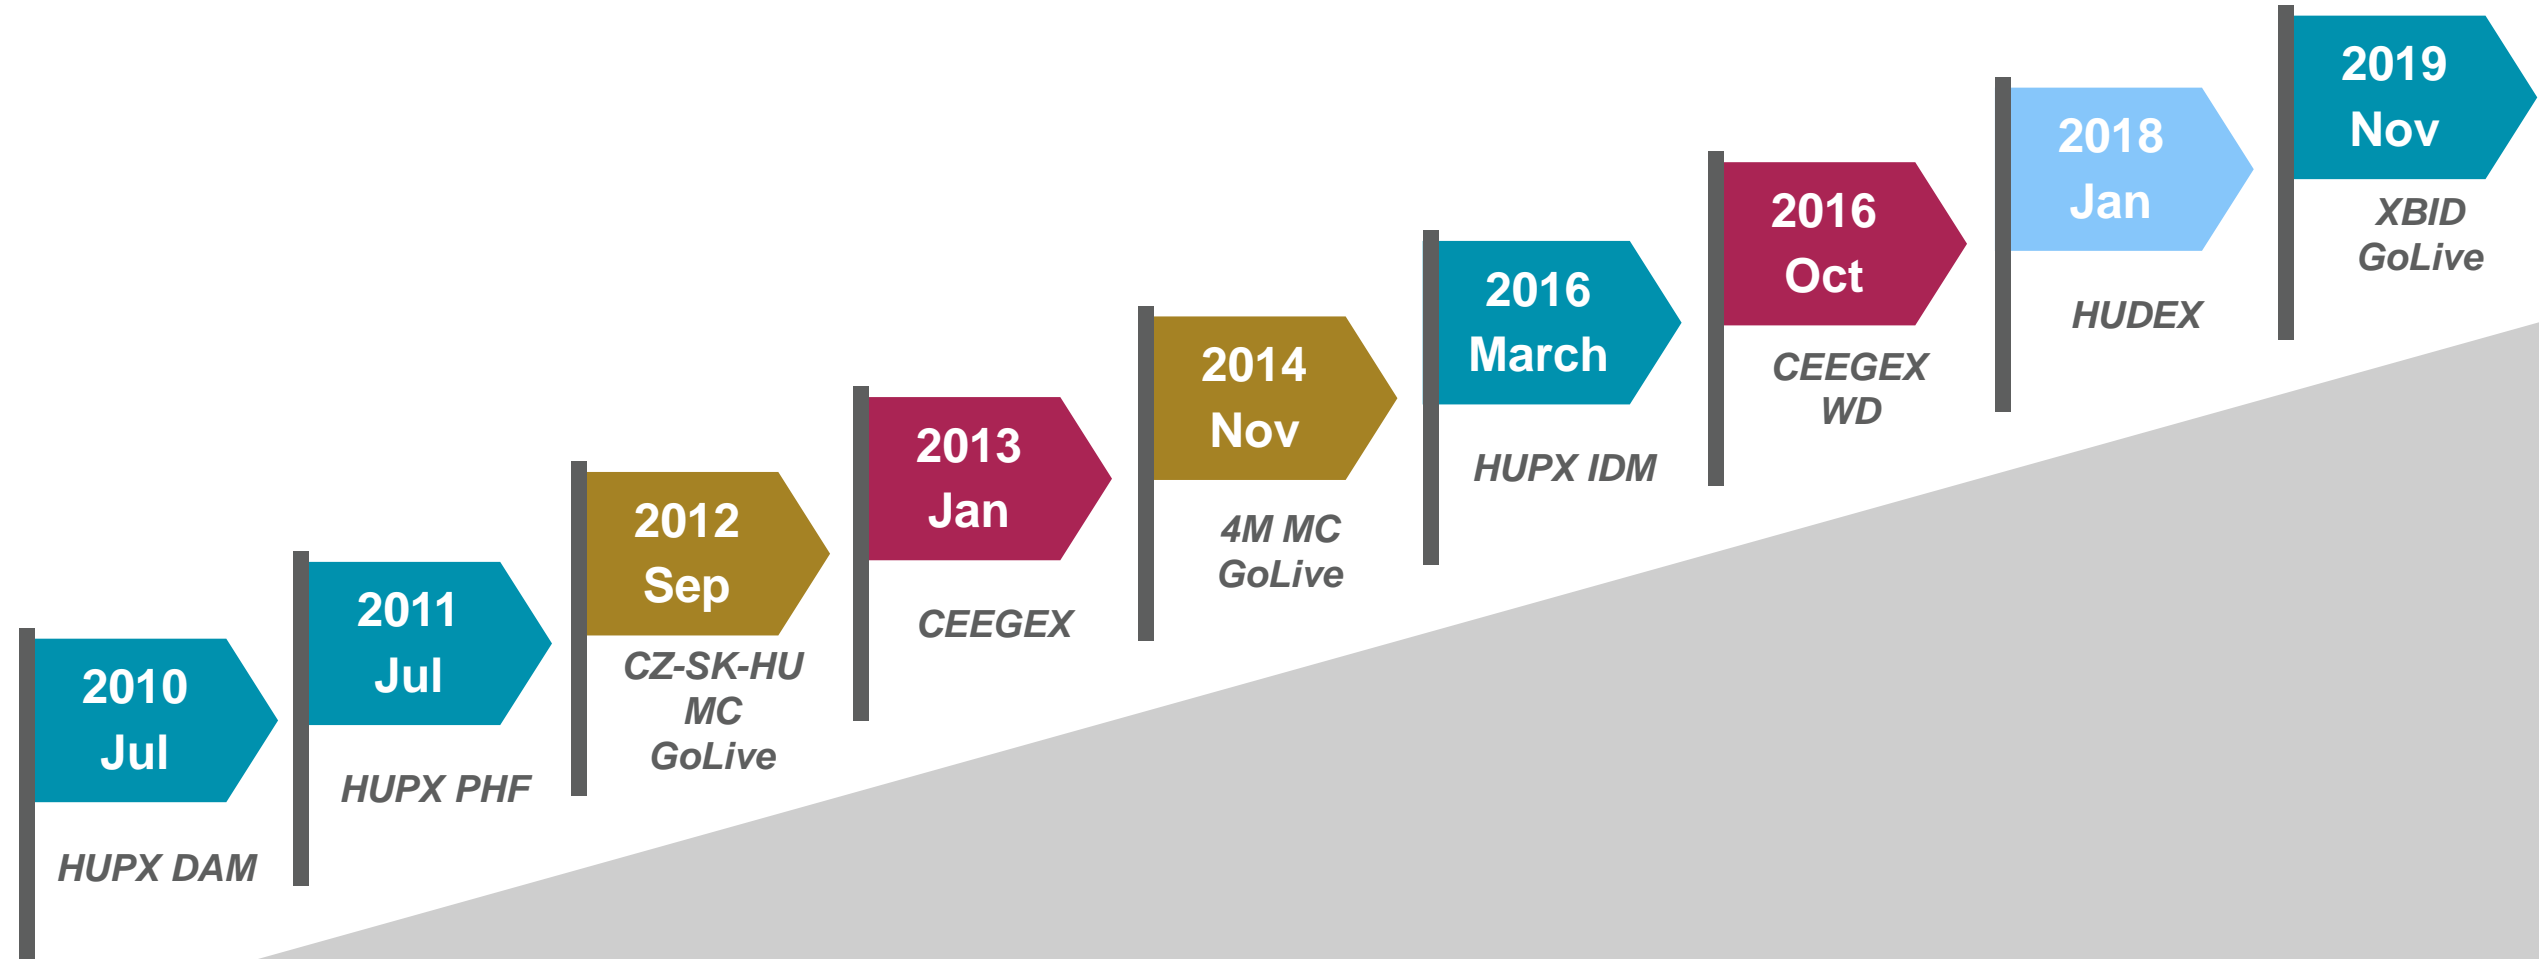 2010
Jul
HUPX DAM
2011
Jul
HUPX PHF
2012
Sep
CZ-SK-HU
MC
GoLive
2013
Jan
CEEGEX
2014
Nov
4M MC
GoLive
2016
March
HUPX IDM
2016
Oct
CEEGEX
WD
2018
Jan
HUDEX
2019
Nov
XBID
GoLive